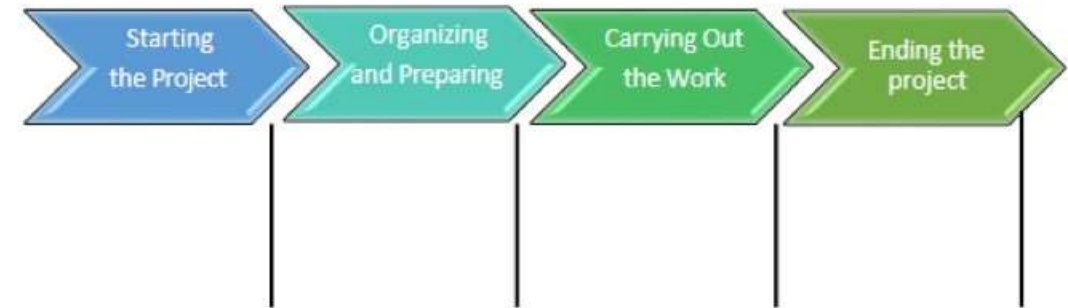 Starting
the Project
Organizing
and Preparing
Carrying Out
the Work
Ending the
project